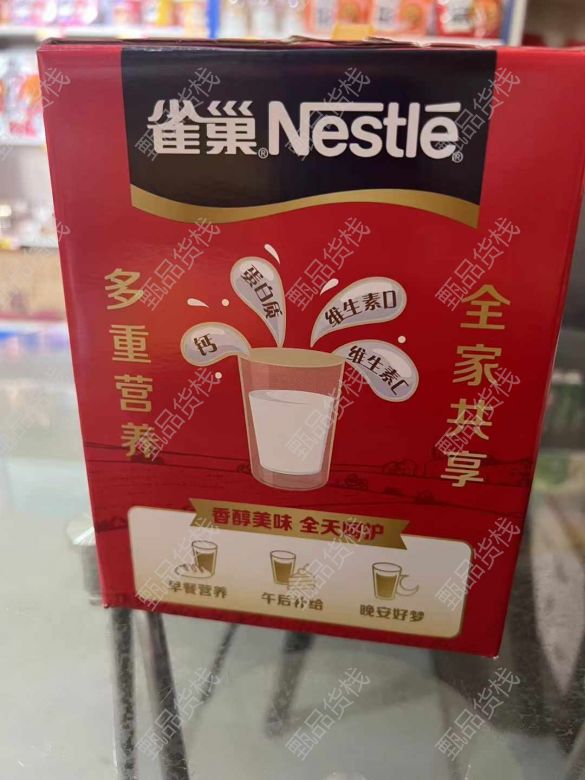 雀巢® Nestlé®
多重营养
全家共享
钙
蛋白质
维生素D
维生素C
香醇美味 全天呵护
早餐营养
午后补给
晚安好梦
甄品货栈